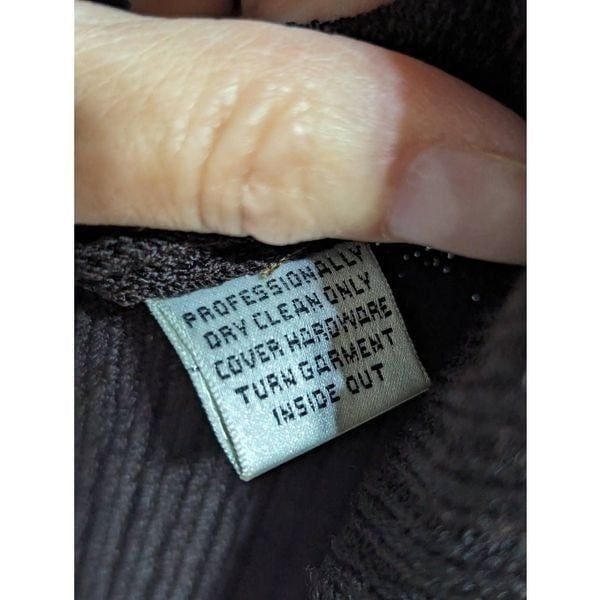 PROFESSIONALLY
DRY CLEAN ONLY
COVER HARDWARE
TURN GARMENT
INSIDE OUT